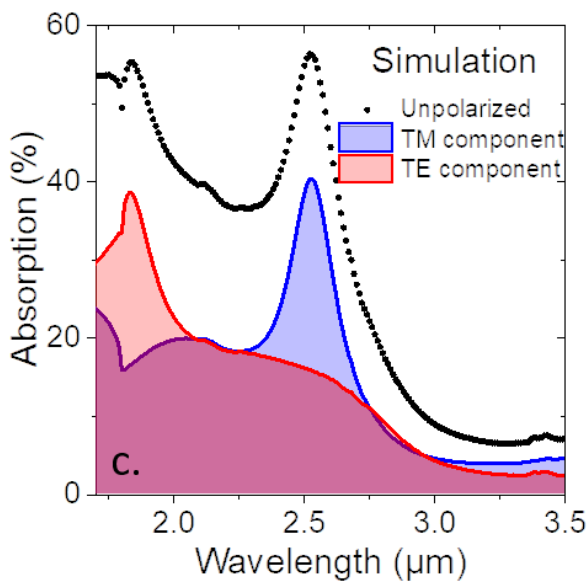 60
40
20
0
Absorption (%)
Simulation
Unpolarized
TM component
TE component
c.
2.0 2.5 3.0 3.5
Wavelength (μm)